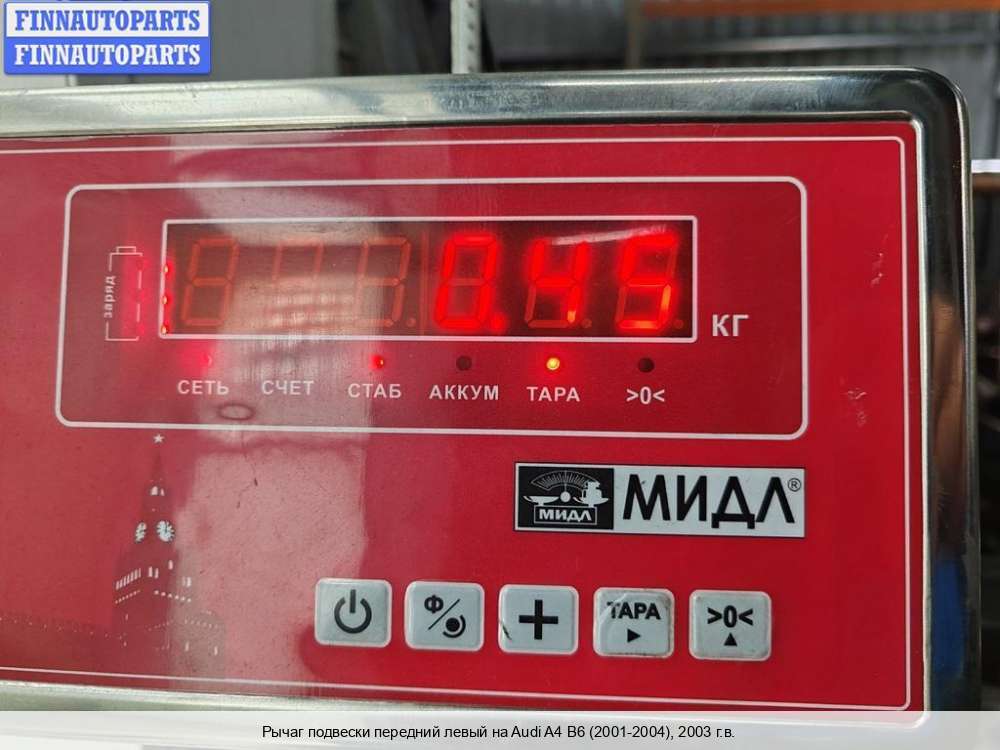 FINNAUTOPARTS
FINNAUTOPARTS
заряд
0.45
КГ
СЕТЬ СЧЕТ СТАБ АККУМ ТАРА >0<
МИДЛ МИДЛ®
Ф ТАРА >0<
Рычаг подвески передний левый на Audi A4 B6 (2001-2004), 2003 г.в.